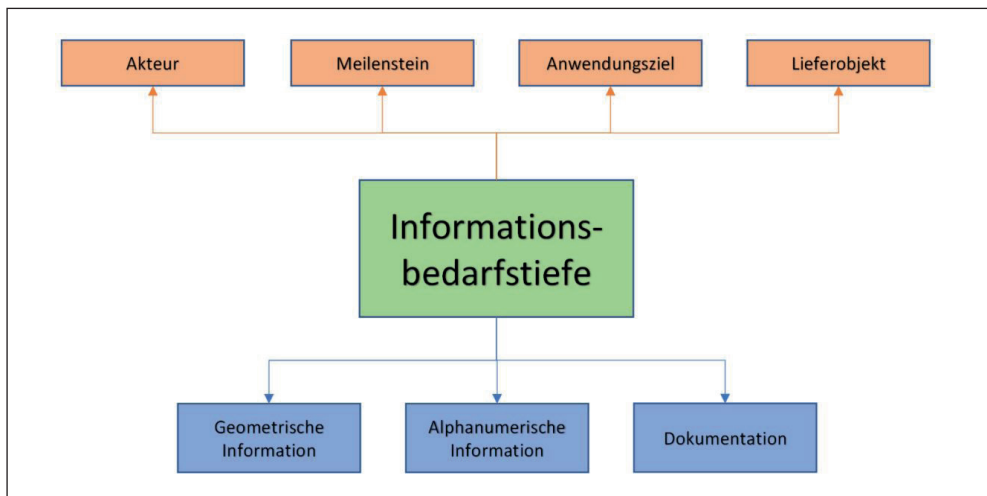 Akteur
Meilenstein
Anwendungsziel
Lieferobjekt
Informations-
bedarfstiefe
Geometrische
Information
Alphanumerische
Information
Dokumentation